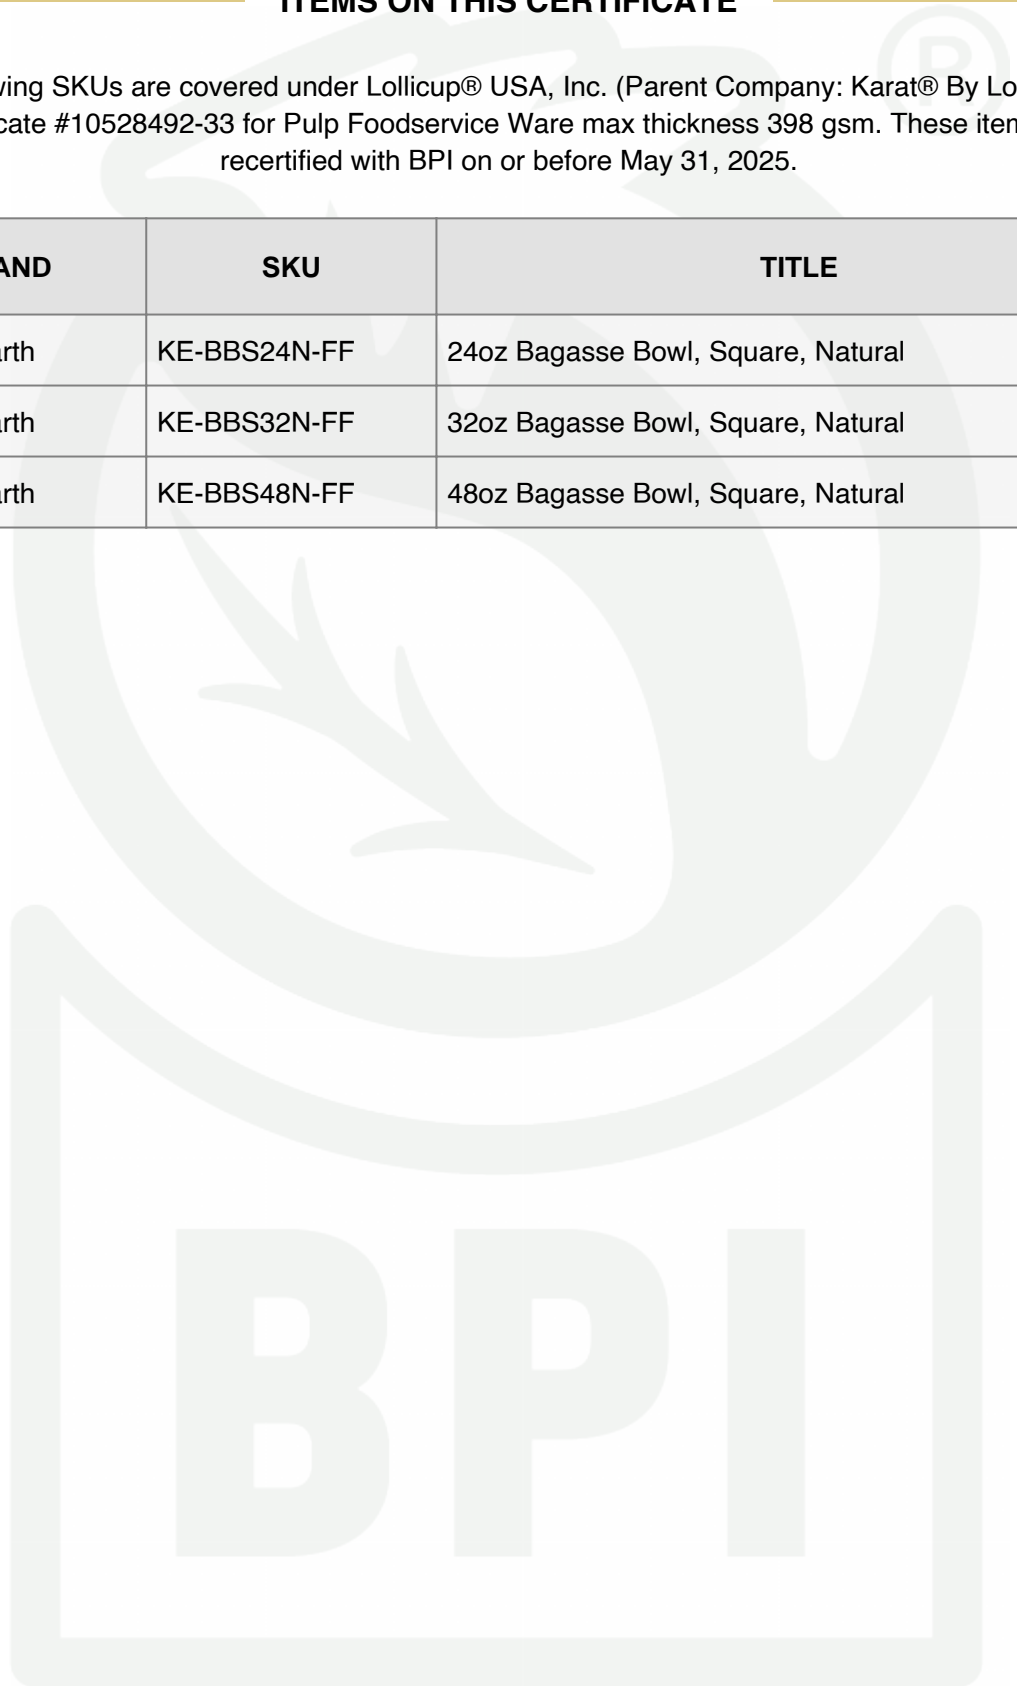 ITEMS ON THIS CERTIFICATE
wing SKUs are covered under Lollicup® USA, Inc. (Parent Company: Karat® By Lo
cate #10528492-33 for Pulp Foodservice Ware max thickness 398 gsm. These iten
recertified with BPI on or before May 31, 2025.
AND SKU TITLE
arth KE-BBS24N-FF 24oz Bagasse Bowl, Square, Natural
arth KE-BBS32N-FF 32oz Bagasse Bowl, Square, Natural
arth KE-BBS48N-FF 48oz Bagasse Bowl, Square, Natural
®
BPI